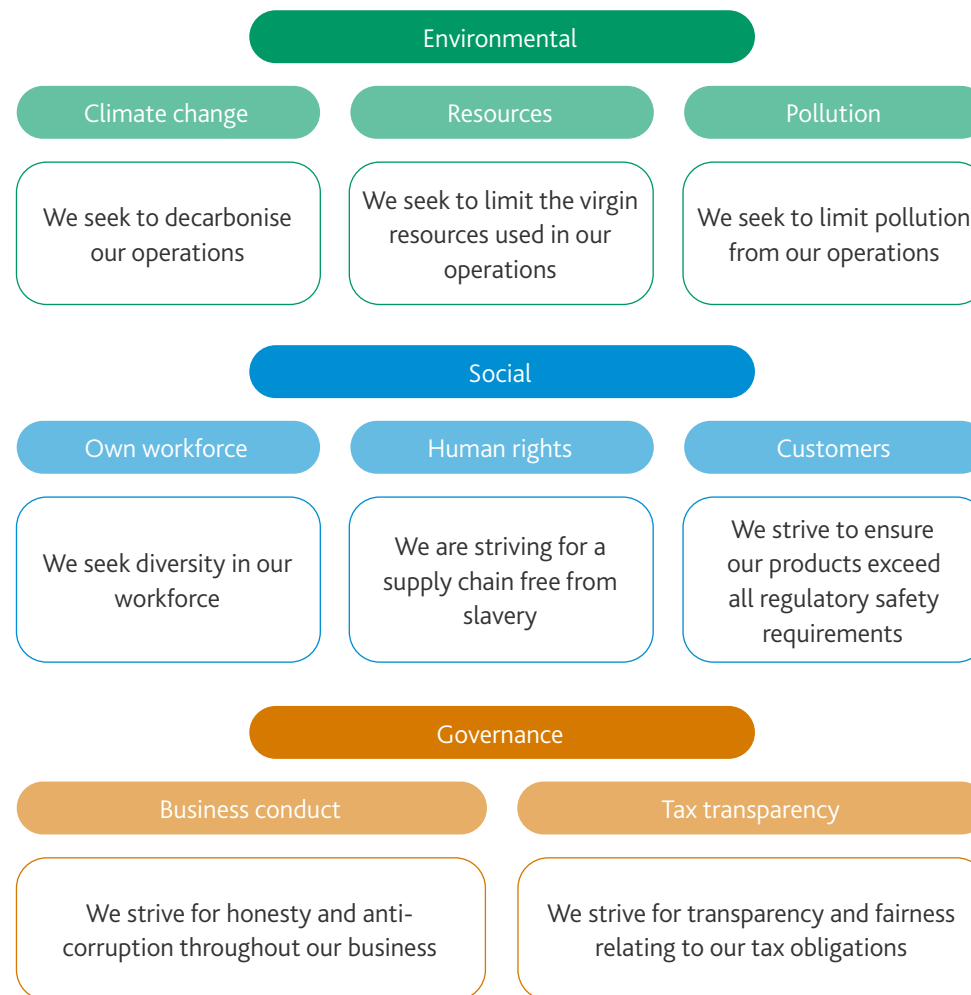 Environmental
Climate change
Resources
Pollution
We seek to decarbonise
our operations
We seek to limit the virgin
resources used in our
operations
We seek to limit pollution
from our operations
Social
Own workforce
Human rights
Customers
We seek diversity in our
workforce
We are striving for a
supply chain free from
slavery
We strive to ensure
our products exceed
all regulatory safety
requirements
Governance
Business conduct
Tax transparency
We strive for honesty and anti-
corruption throughout our business
We strive for transparency and fairness
relating to our tax obligations